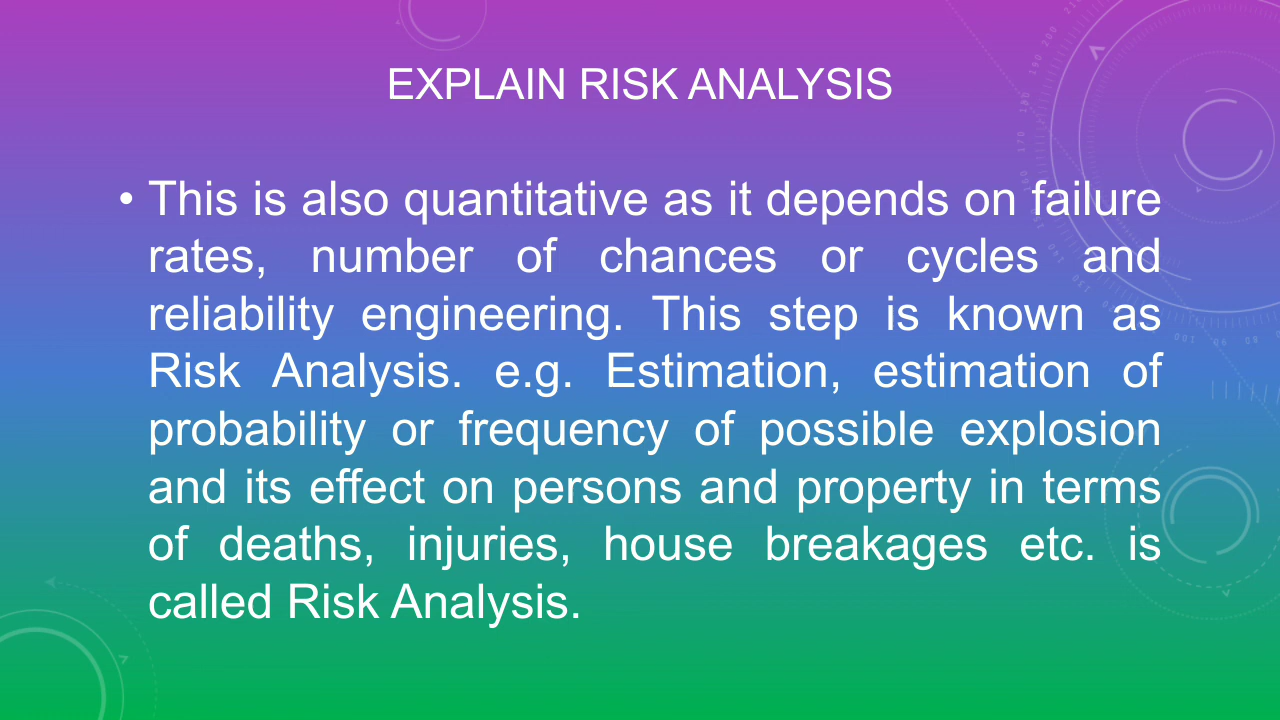 EXPLAIN RISK ANALYSIS
• This is also quantitative as it depends on failure
rates, number of chances or cycles and
reliability engineering. This step is known as
Risk Analysis. e.g. Estimation, estimation of
probability or frequency of possible explosion
and its effect on persons and property in terms
of deaths, injuries, house breakages etc. is
called Risk Analysis.